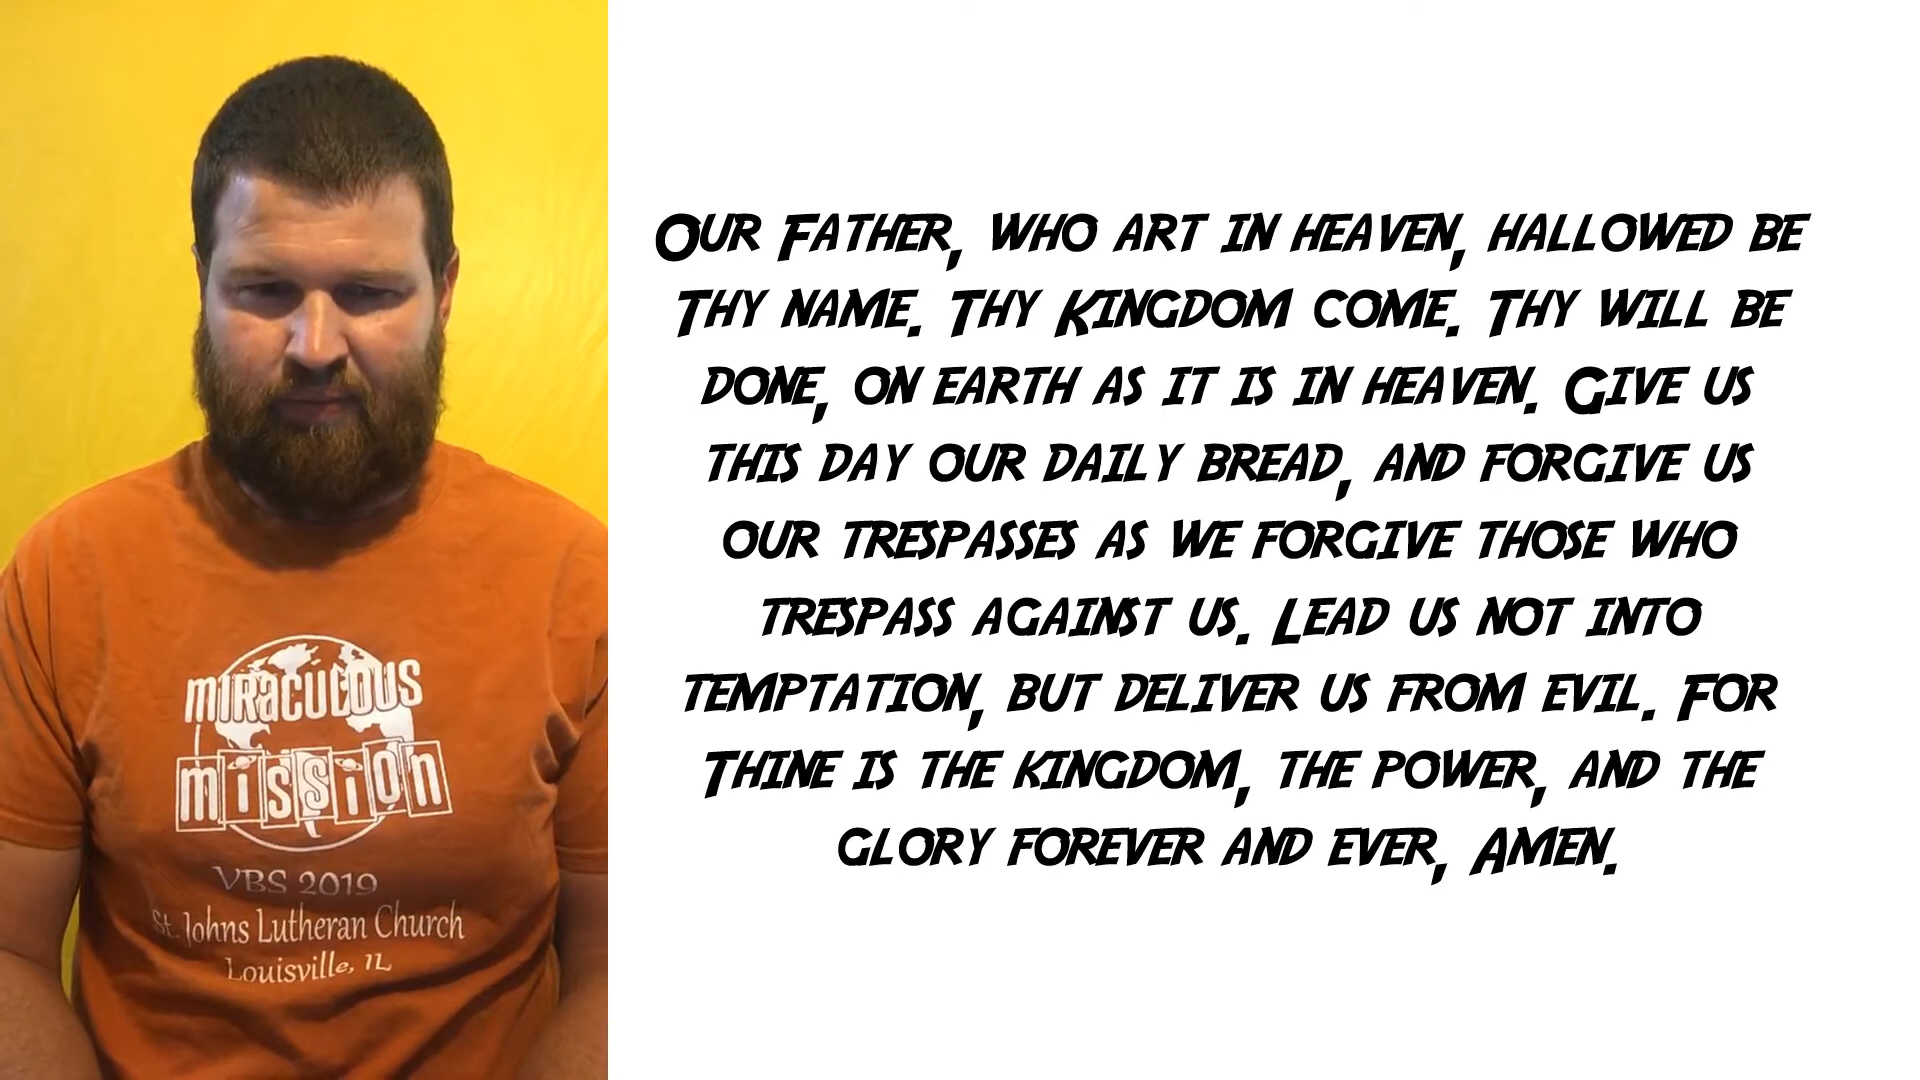 Our Father, who art in heaven, hallowed be
Thy name. Thy Kingdom come. Thy will be
done, on earth as it is in heaven. Give us
this day our daily bread, and forgive us
our trespasses as we forgive those who
trespass against us. Lead us not into
temptation, but deliver us from evil. For
Thine is the kingdom, the power, and the
glory forever and ever, Amen.
miraculous
mission
VBS 2019
St. Johns Lutheran Church
Louisville, IL